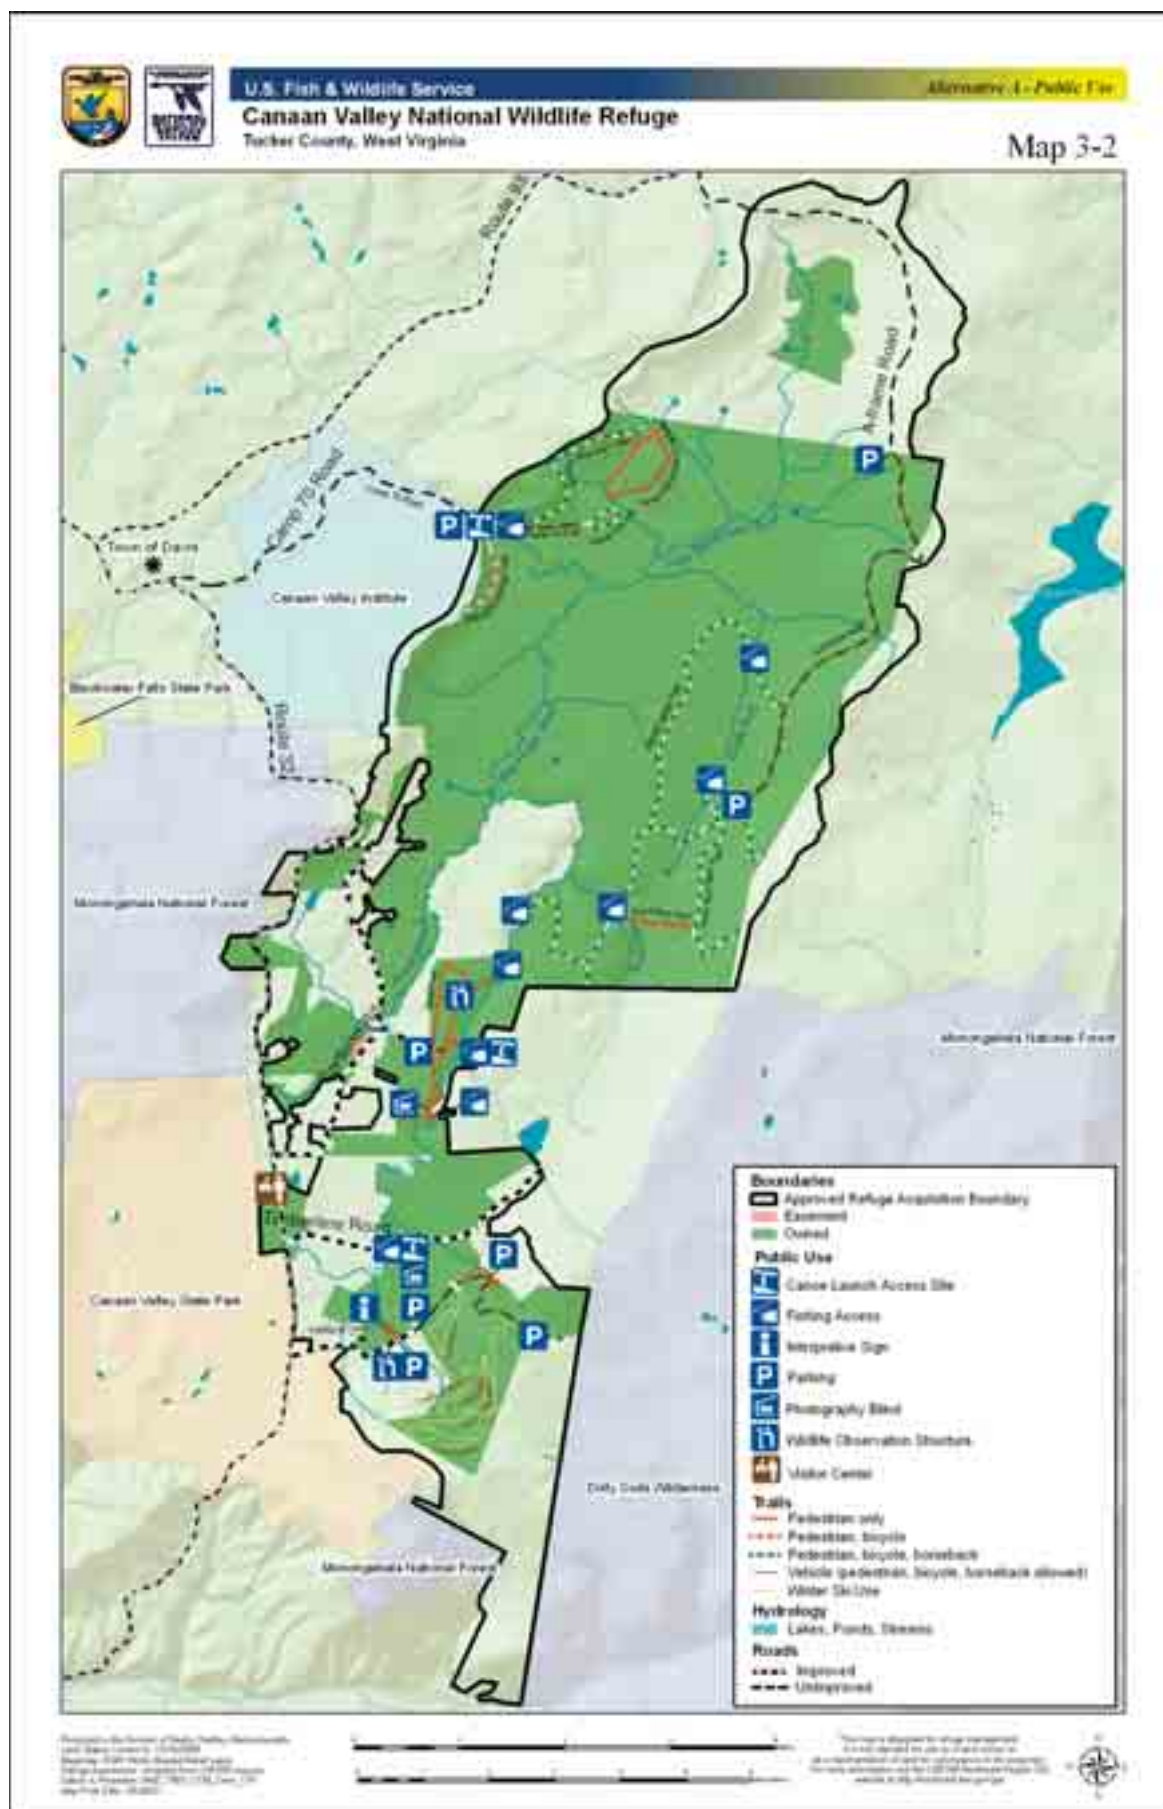 U.S. Fish & Wildlife Service
Alternative A - Public Use
Canaan Valley National Wildlife Refuge
Tucker County, West Virginia
Map 3-2
Route 93
A-frame Road
Camp 70 Road
Town of Davis
Canaan Valley Institute
Blackwater Falls State Park
Route 32
Monongahela National Forest
Monongahela National Forest
Timberline Road
Canaan Valley State Park
Dolly Sods Wilderness
Monongahela National Forest
P
P
P
P
P
P
P
P
Boundaries
Approved Refuge Acquisition Boundary
Easement
Owned
Public Use
Canoe Launch Access Site
Fishing Access
Interpretive Sign
P Parking
Photography Blind
Wildlife Observation Structure
Visitor Center
Trails
Pedestrian only
Pedestrian, bicycle
Pedestrian, bicycle, horseback
Vehicle (pedestrian, bicycle, horseback allowed)
Winter Ski Use
Hydrology
Lakes, Ponds, Streams
Roads
Improved
Unimproved